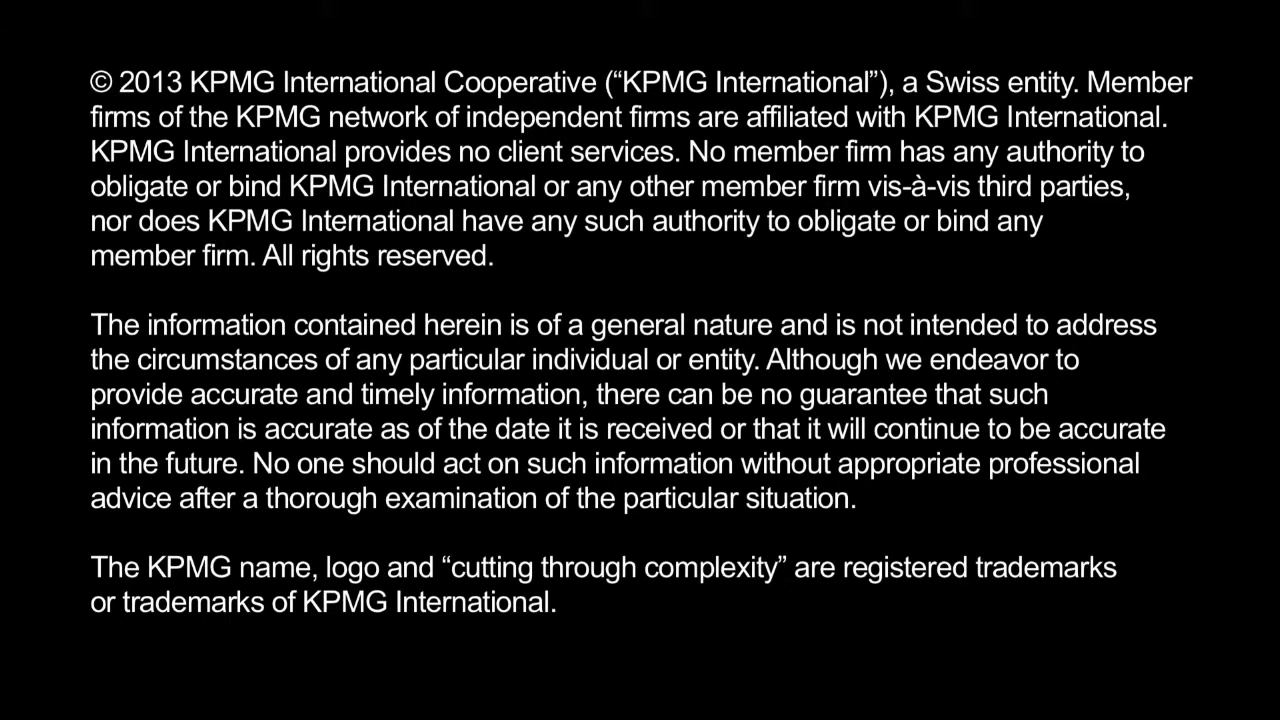 © 2013 KPMG International Cooperative (“KPMG International”), a Swiss entity. Member
firms of the KPMG network of independent firms are affiliated with KPMG International.
KPMG International provides no client services. No member firm has any authority to
obligate or bind KPMG International or any other member firm vis-à-vis third parties,
nor does KPMG International have any such authority to obligate or bind any
member firm. All rights reserved.
The information contained herein is of a general nature and is not intended to address
the circumstances of any particular individual or entity. Although we endeavor to
provide accurate and timely information, there can be no guarantee that such
information is accurate as of the date it is received or that it will continue to be accurate
in the future. No one should act on such information without appropriate professional
advice after a thorough examination of the particular situation.
The KPMG name, logo and “cutting through complexity” are registered trademarks
or trademarks of KPMG International.